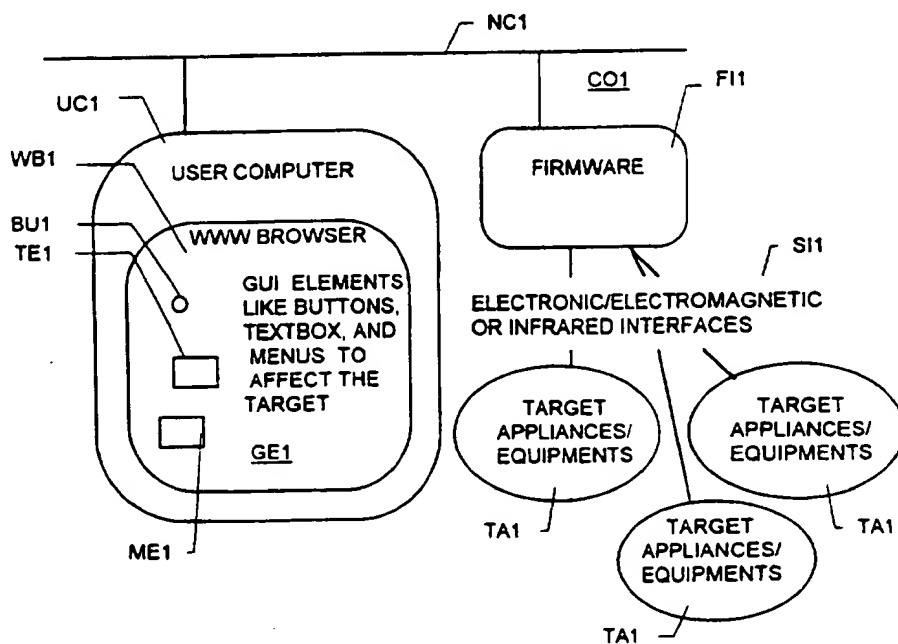 NC1
CO1
FI1
UC1
WB1
USER COMPUTER
FIRMWARE
BU1
TE1
WWW BROWSER
SI1
GUI ELEMENTS
LIKE BUTTONS,
TEXTBOX, AND
MENUS TO
AFFECT THE
TARGET
ELECTRONIC/ELECTROMAGNETIC
OR INFRARED INTERFACES
GE1
TARGET
APPLIANCES/
EQUIPMENTS
TARGET
APPLIANCES/
EQUIPMENTS
ME1
TA1
TARGET
APPLIANCES/
EQUIPMENTS
TA1
TA1